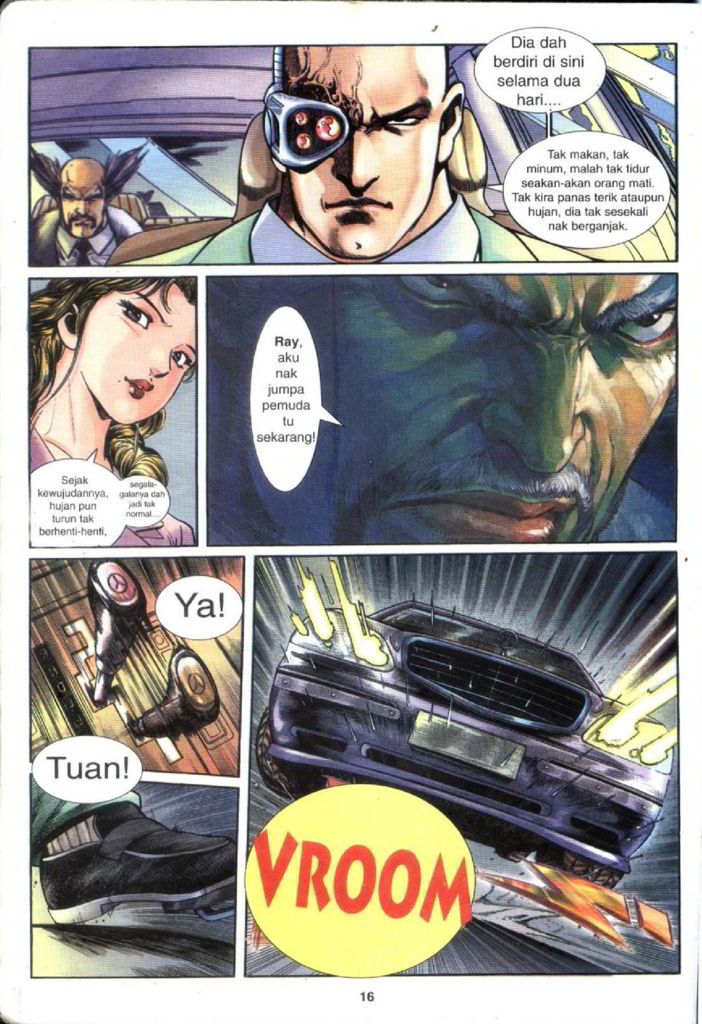 Dia dah
berdiri di sini
selama dua
hari....
Tak makan, tak
minum, malah tak tidur
seakan-akan orang mati.
Tak kira panas terik ataupun
hujan, dia tak sesekali
nak berganjak.
Sejak
kewujudannya,
hujan pun
turun tak
berhenti-henti,
segala-
galanya dah
jadi tak
normal....
Ray,
aku
nak
jumpa
pemuda
tu
sekarang!
Ya!
Tuan!
VROOM
16